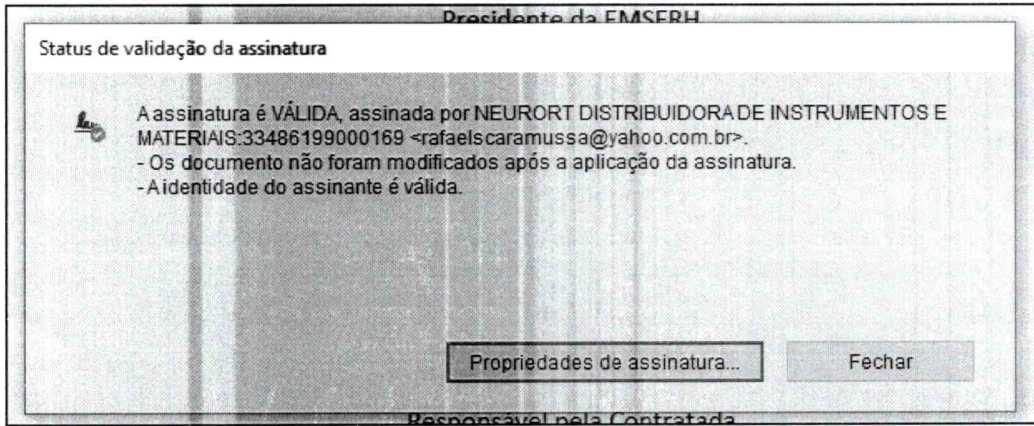 Presidente da EMSERH
Status de validação da assinatura
A assinatura é VÁLIDA, assinada por NEURORT DISTRIBUIDORA DE INSTRUMENTOS E
MATERIAIS:33486199000169 <rafaelscaramussa@yahoo.com.br>.
- Os documento não foram modificados após a aplicação da assinatura.
- A identidade do assinante é válida.
Propriedades de assinatura...
Fechar
Responsável pela Contratada